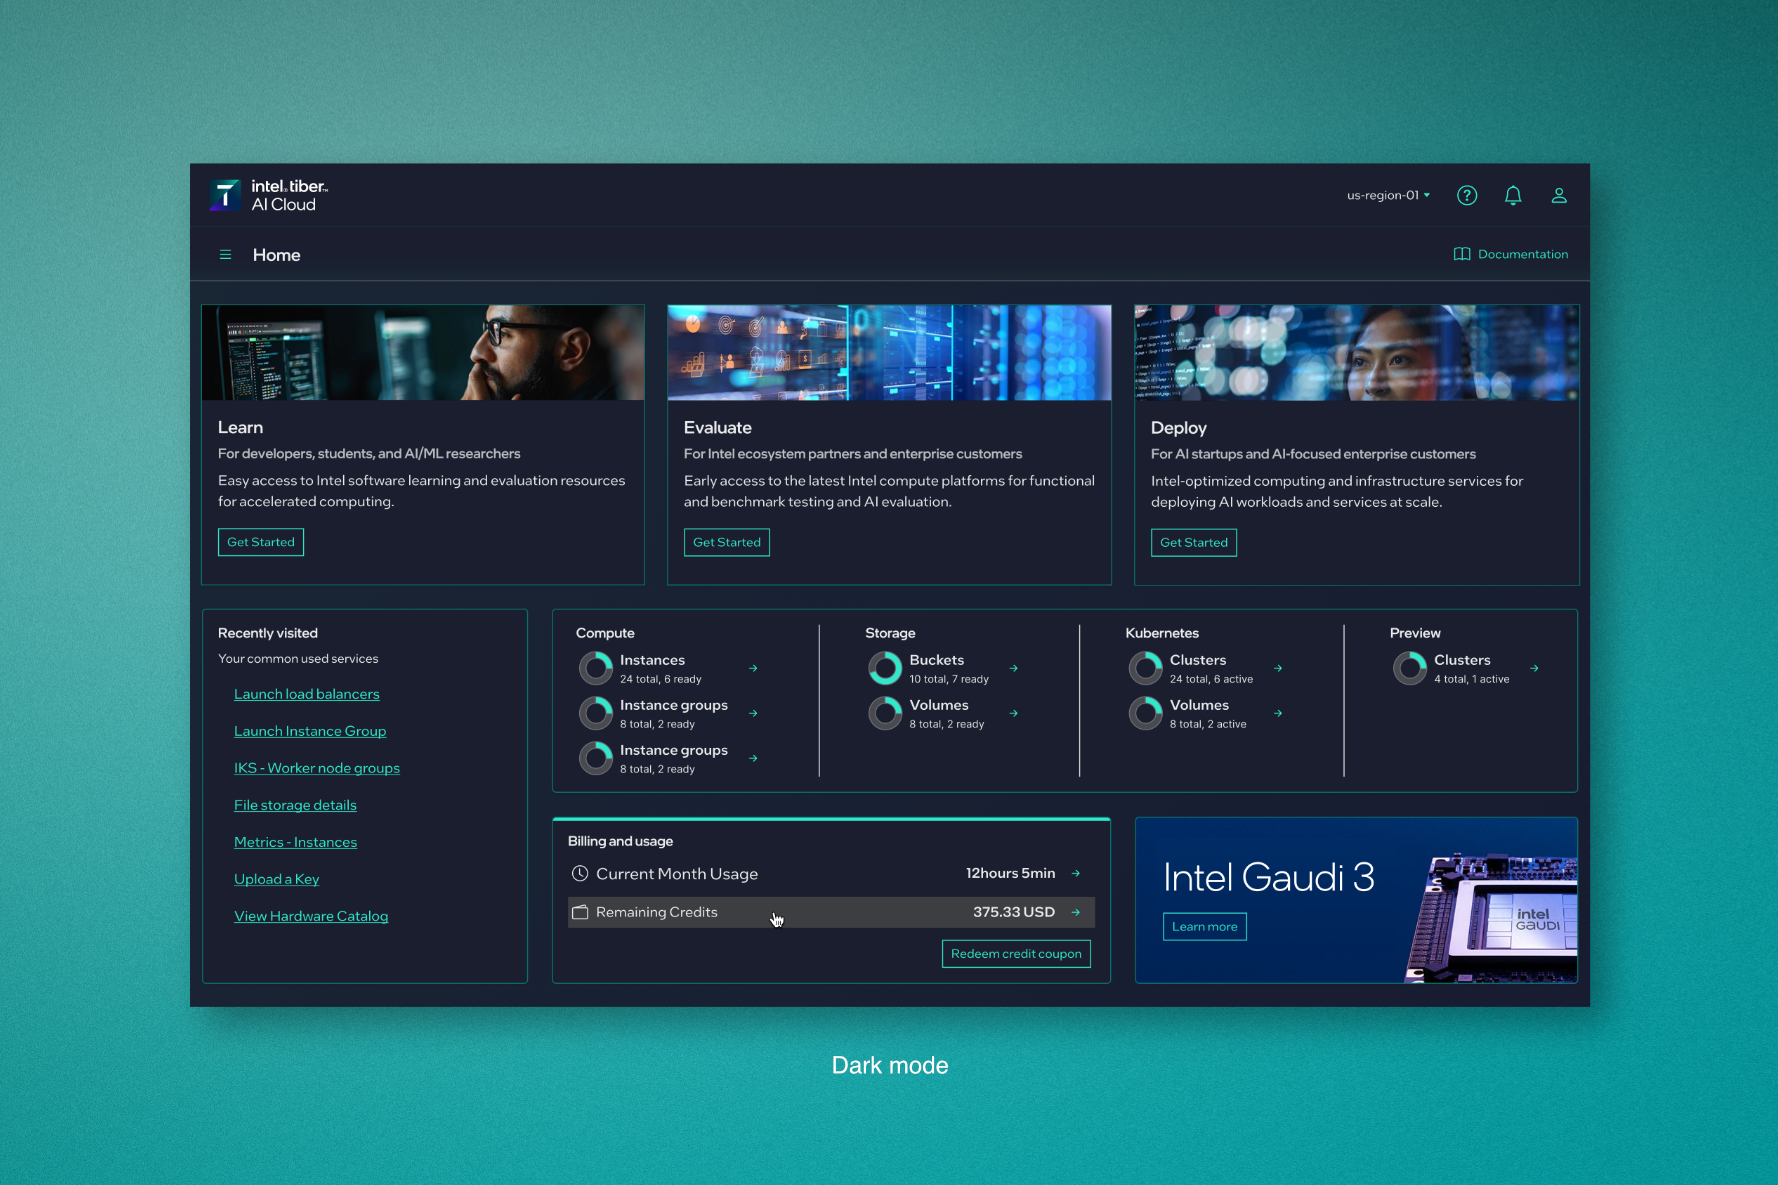 intel® tiber™
AI Cloud
us-region-01
Home
Documentation
Learn
For developers, students, and AI/ML researchers
Easy access to Intel software learning and evaluation resources
for accelerated computing.
Get Started
Evaluate
For Intel ecosystem partners and enterprise customers
Early access to the latest Intel compute platforms for functional
and benchmark testing and AI evaluation.
Get Started
Deploy
For AI startups and AI-focused enterprise customers
Intel-optimized computing and infrastructure services for
deploying AI workloads and services at scale.
Get Started
Recently visited
Your common used services
Launch load balancers
Launch Instance Group
IKS - Worker node groups
File storage details
Metrics - Instances
Upload a Key
View Hardware Catalog
Compute
Instances
24 total, 6 ready
Instance groups
8 total, 2 ready
Instance groups
8 total, 2 ready
Storage
Buckets
10 total, 7 ready
Volumes
8 total, 2 ready
Kubernetes
Clusters
24 total, 6 active
Volumes
8 total, 2 active
Preview
Clusters
4 total, 1 active
Billing and usage
Current Month Usage
12hours 5min
Remaining Credits
375.33 USD
Redeem credit coupon
Intel Gaudi 3
Learn more
intel
GAUDI
Dark mode